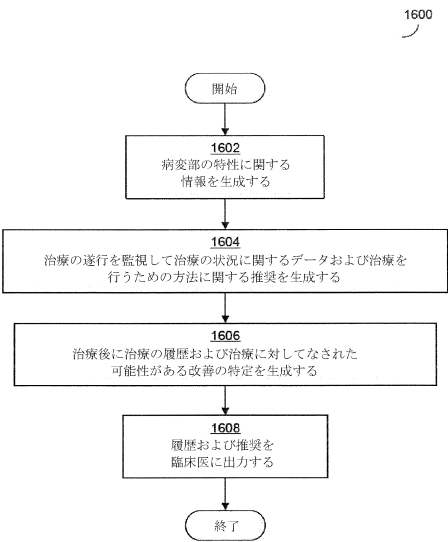 1600
開始
1602
病変部の特性に関する
情報を生成する
1604
治療の遂行を監視して治療の状況に関するデータおよび治療を
行うための方法に関する推奨を生成する
1606
治療後に治療の履歴および治療に対してなされた
可能性がある改善の特定を生成する
1608
履歴および推奨を
臨床医に出力する
終了